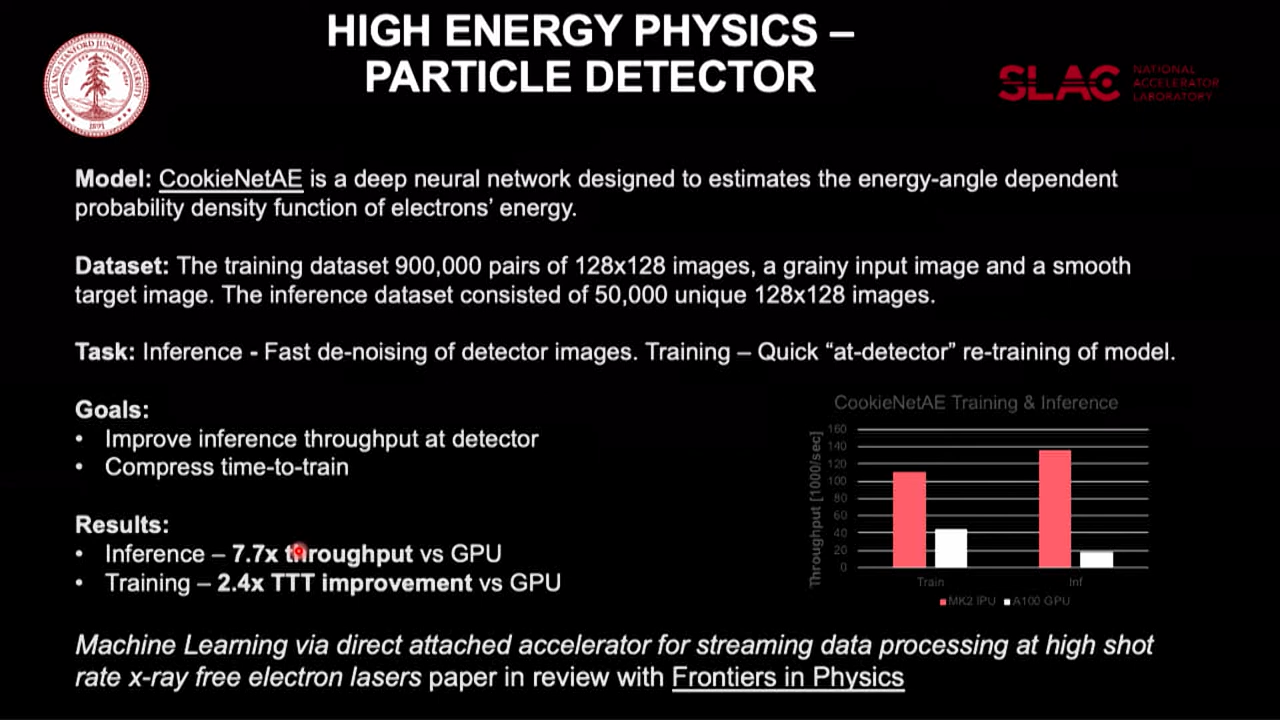 HIGH ENERGY PHYSICS –
PARTICLE DETECTOR
SLAC NATIONAL
ACCELERATOR
LABORATORY
1891
Model: CookieNetAE is a deep neural network designed to estimates the energy-angle dependent
probability density function of electrons’ energy.
Dataset: The training dataset 900,000 pairs of 128x128 images, a grainy input image and a smooth
target image. The inference dataset consisted of 50,000 unique 128x128 images.
Task: Inference - Fast de-noising of detector images. Training – Quick “at-detector” re-training of model.
Goals:
• Improve inference throughput at detector
• Compress time-to-train
Results:
• Inference – 7.7x throughput vs GPU
• Training – 2.4x TTT improvement vs GPU
CookieNetAE Training & Inference
Throughput [1000/sec]
160
140
120
100
80
60
40
20
0
Train Inf
MK2 IPU A100 GPU
Machine Learning via direct attached accelerator for streaming data processing at high shot
rate x-ray free electron lasers paper in review with Frontiers in Physics